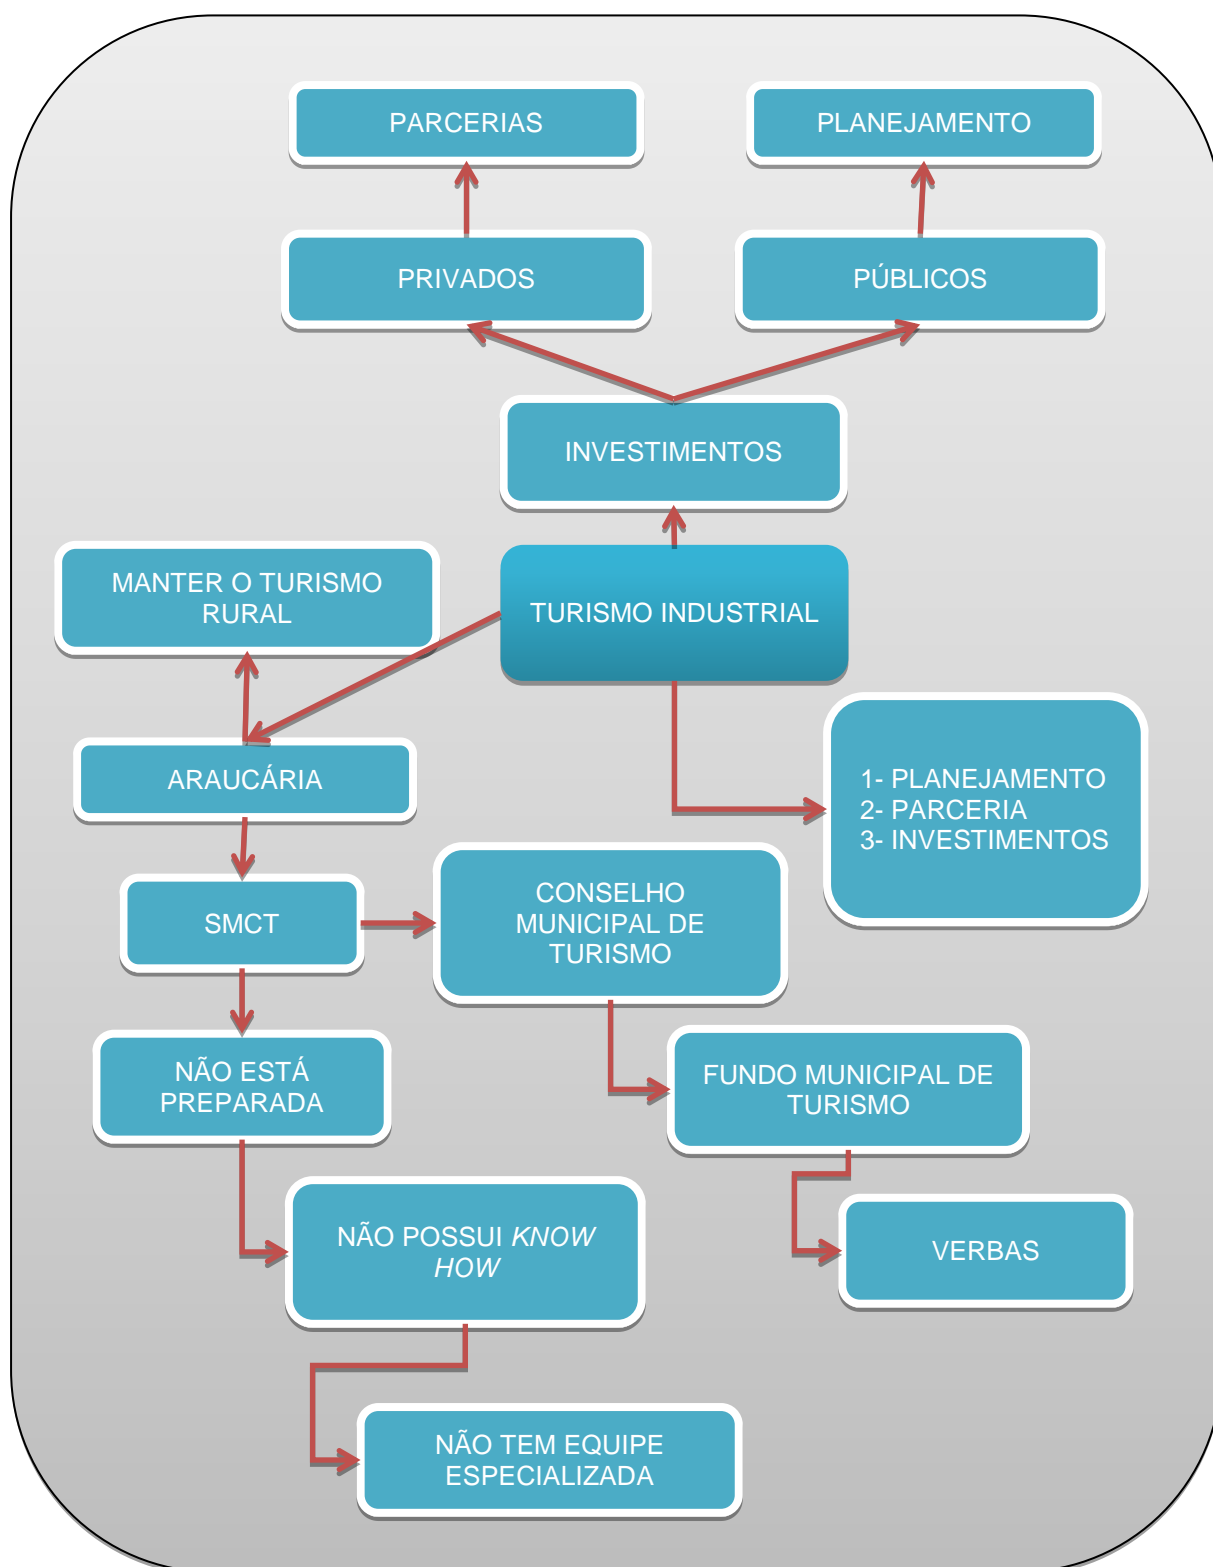 PARCERIAS
PLANEJAMENTO
PRIVADOS
PÚBLICOS
INVESTIMENTOS
MANTER O TURISMO
RURAL
TURISMO INDUSTRIAL
ARAUCÁRIA
1- PLANEJAMENTO
2- PARCERIA
3- INVESTIMENTOS
SMCT
CONSELHO
MUNICIPAL DE
TURISMO
NÃO ESTÁ
PREPARADA
FUNDO MUNICIPAL DE
TURISMO
NÃO POSSUI KNOW
HOW
VERBAS
NÃO TEM EQUIPE
ESPECIALIZADA